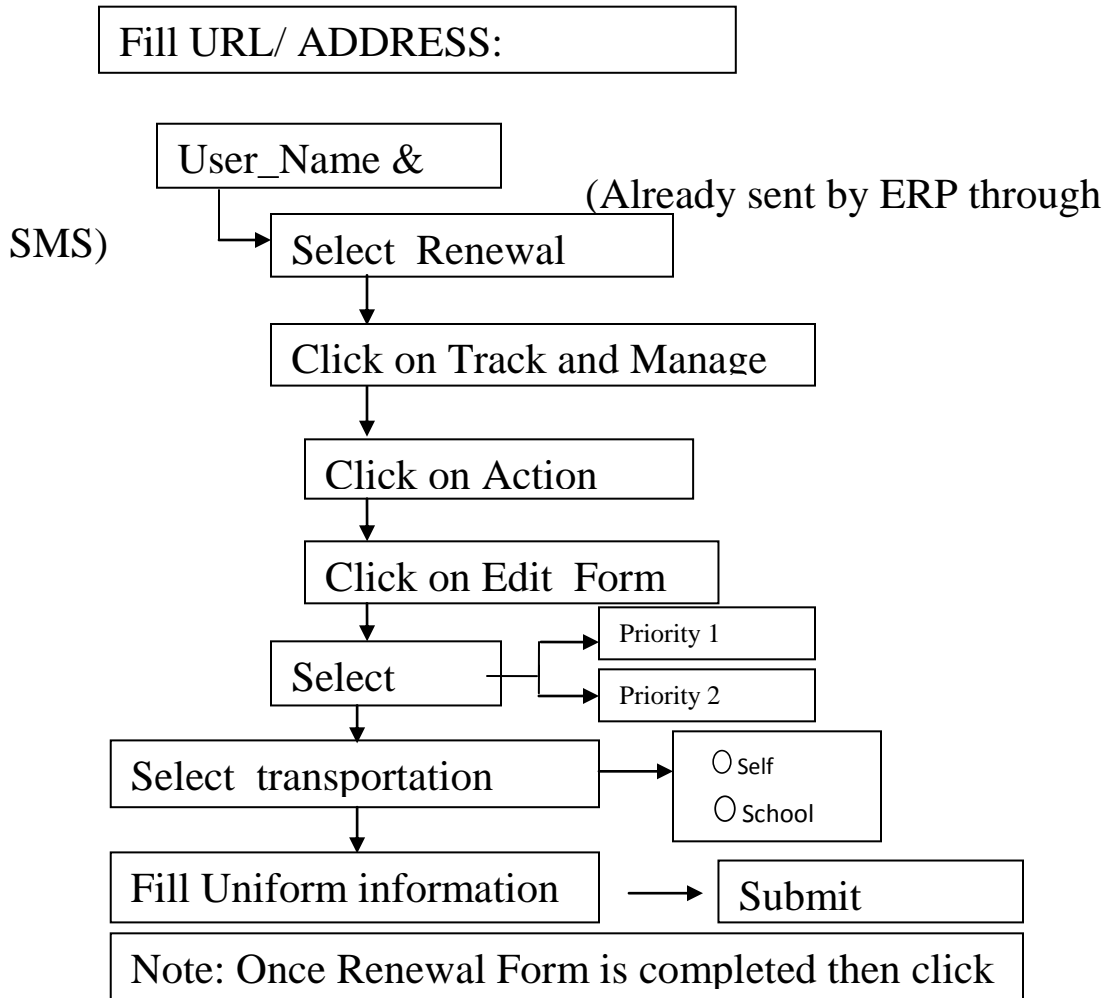 Fill URL/ ADDRESS:
User_Name &
(Already sent by ERP through
SMS)
Select Renewal
Click on Track and Manage
Click on Action
Click on Edit Form
Select
Priority 1
Priority 2
Select transportation
Self
School
Fill Uniform information
Submit
Note: Once Renewal Form is completed then click